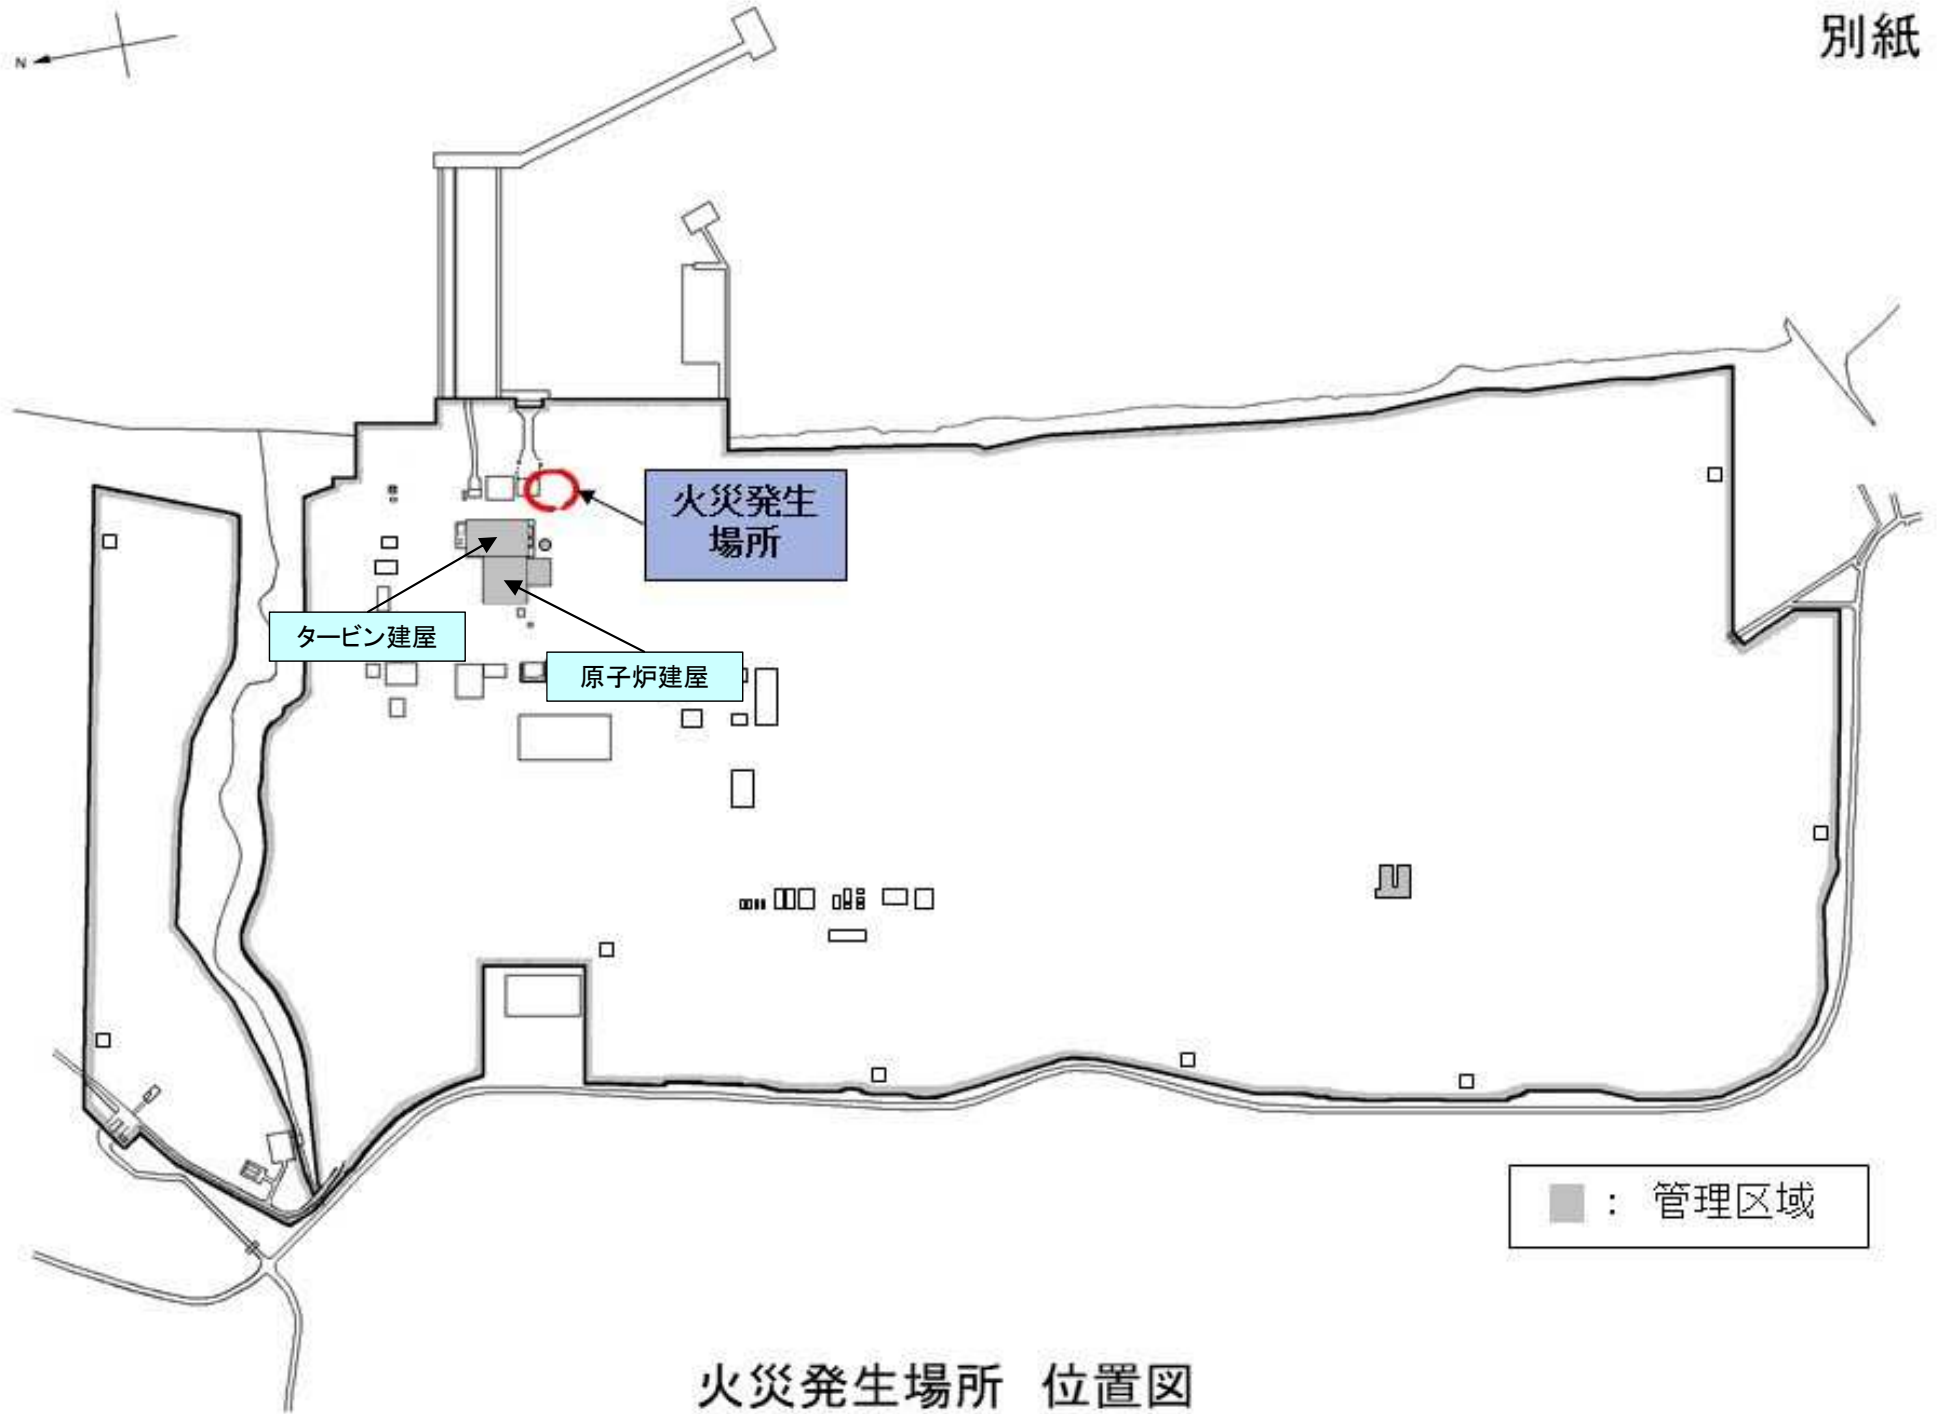 別紙
N
火災発生
場所
タービン建屋
原子炉建屋
： 管理区域
火災発生場所　位置図